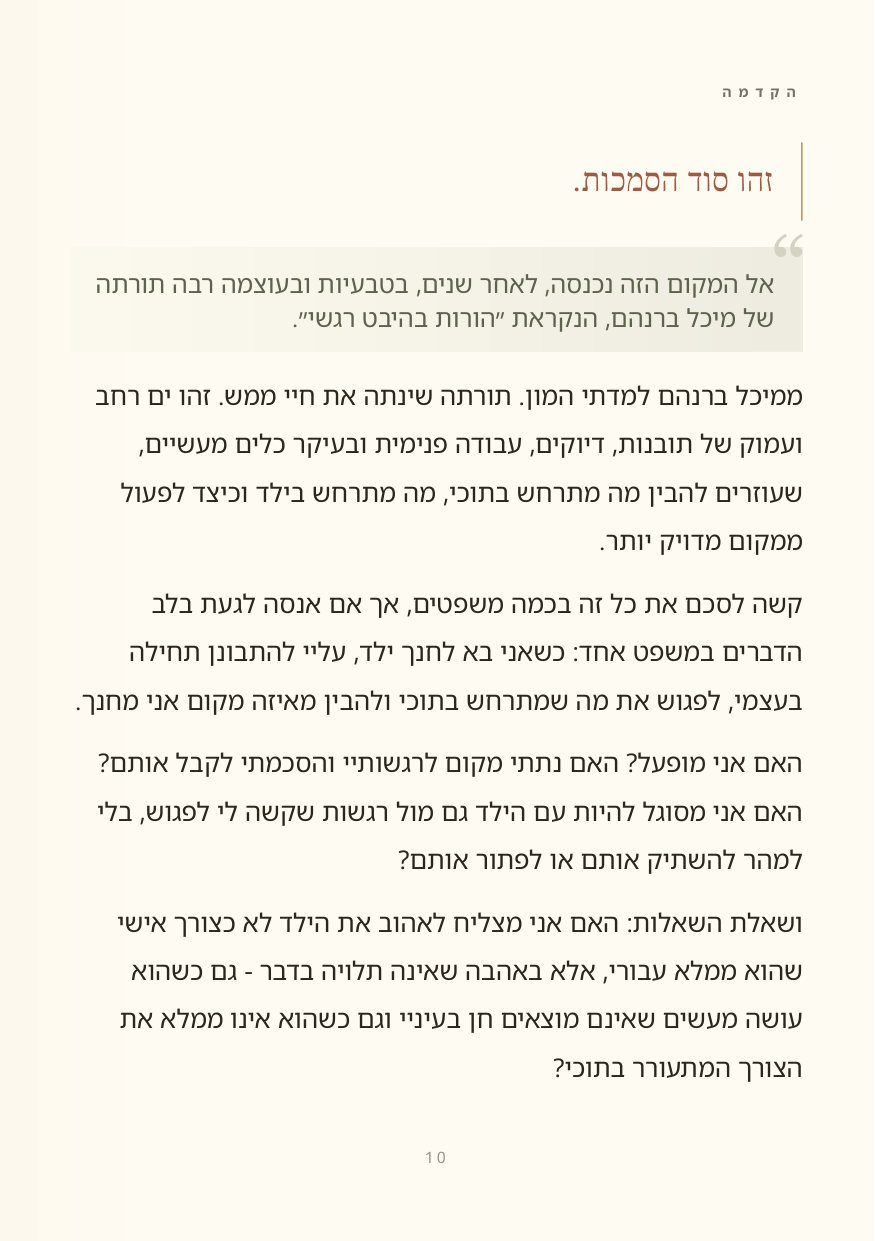 הקדמה
זהו סוד הסמכות.
“
אל המקום הזה נכנסה, לאחר שנים, בטבעיות ובעוצמה רבה תורתה
של מיכל ברנהם, הנקראת ״הורות בהיבט רגשי״.
ממיכל ברנהם למדתי המון. תורתה שינתה את חיי ממש. זהו ים רחב
ועמוק של תובנות, דיוקים, עבודה פנימית ובעיקר כלים מעשיים,
שעוזרים להבין מה מתרחש בתוכי, מה מתרחש בילד וכיצד לפעול
ממקום מדויק יותר.
קשה לסכם את כל זה בכמה משפטים, אך אם אנסה לגעת בלב
הדברים במשפט אחד: כשאני בא לחנך ילד, עליי להתבונן תחילה
בעצמי, לפגוש את מה שמתרחש בתוכי ולהבין מאיזה מקום אני מחנך.
האם אני מופעל? האם נתתי מקום לרגשותיי והסכמתי לקבל אותם?
האם אני מסוגל להיות עם הילד גם מול רגשות שקשה לי לפגוש, בלי
למהר להשתיק אותם או לפתור אותם?
ושאלת השאלות: האם אני מצליח לאהוב את הילד לא כצורך אישי
שהוא ממלא עבורי, אלא באהבה שאינה תלויה בדבר - גם כשהוא
עושה מעשים שאינם מוצאים חן בעיניי וגם כשהוא אינו ממלא את
הצורך המתעורר בתוכי?
10